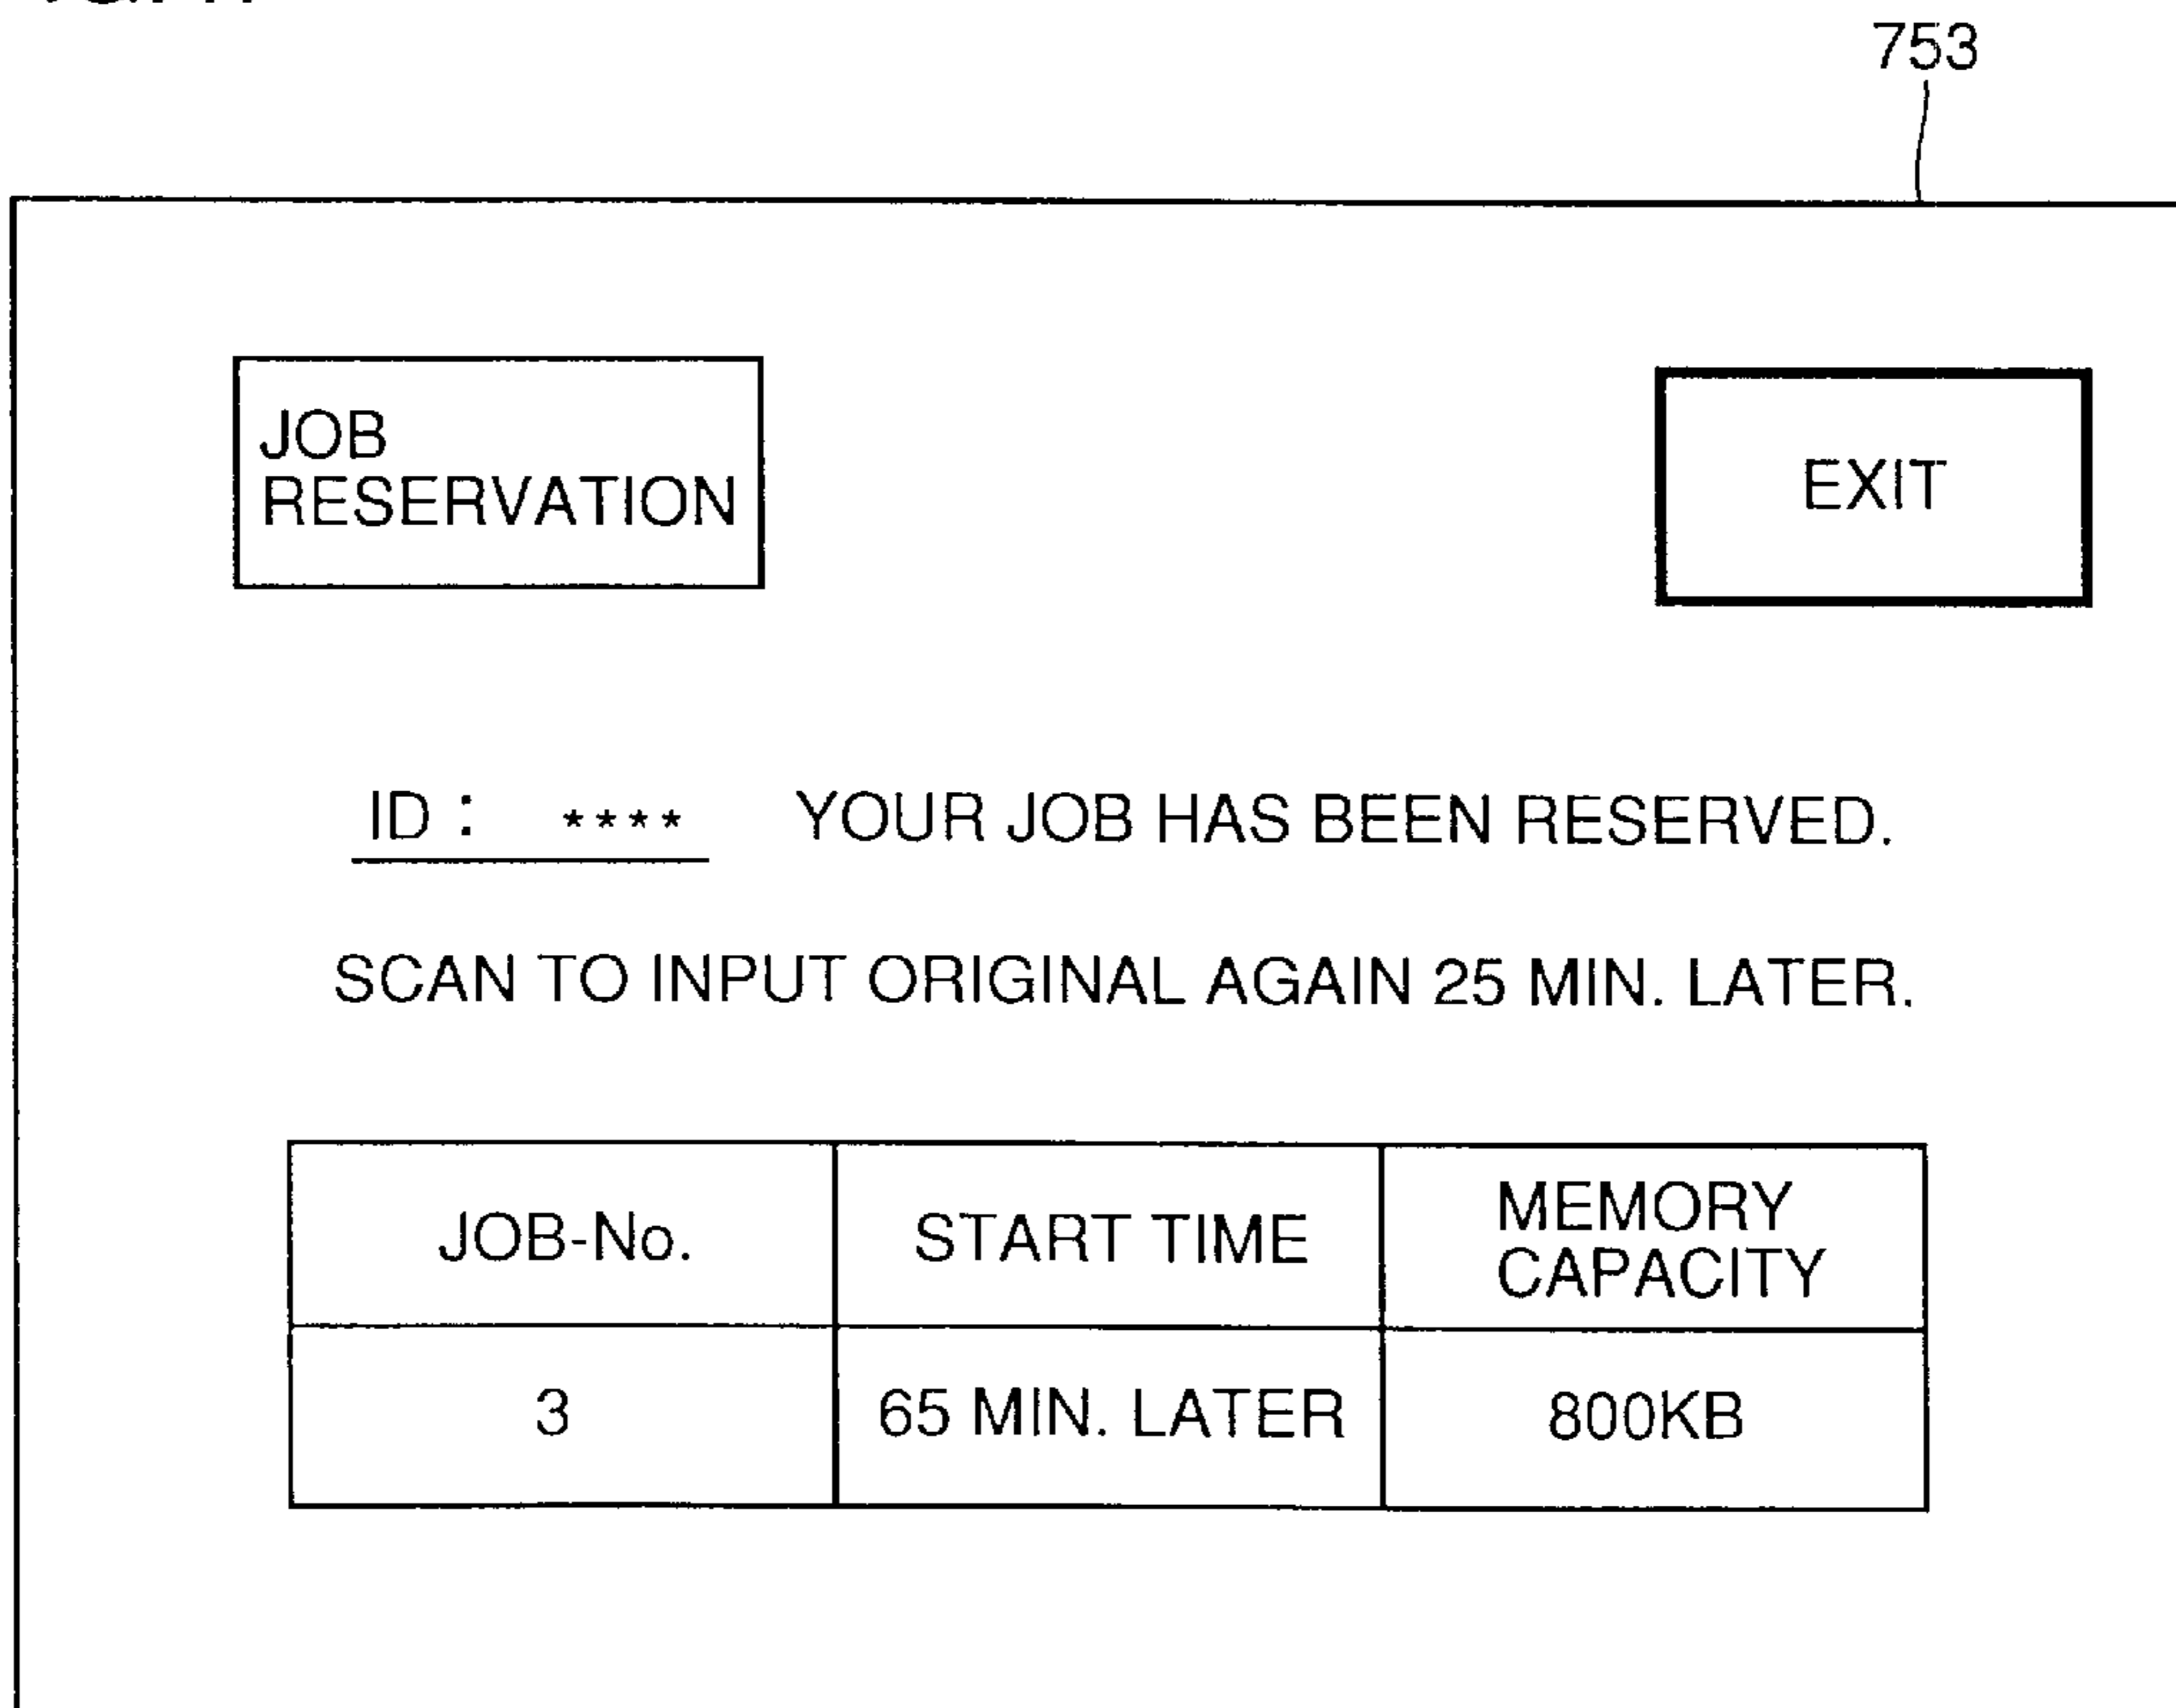 753
JOB
RESERVATION
EXIT
ID : **** YOUR JOB HAS BEEN RESERVED.
SCAN TO INPUT ORIGINAL AGAIN 25 MIN. LATER.
JOB-No. START TIME MEMORY CAPACITY
3 65 MIN. LATER 800KB